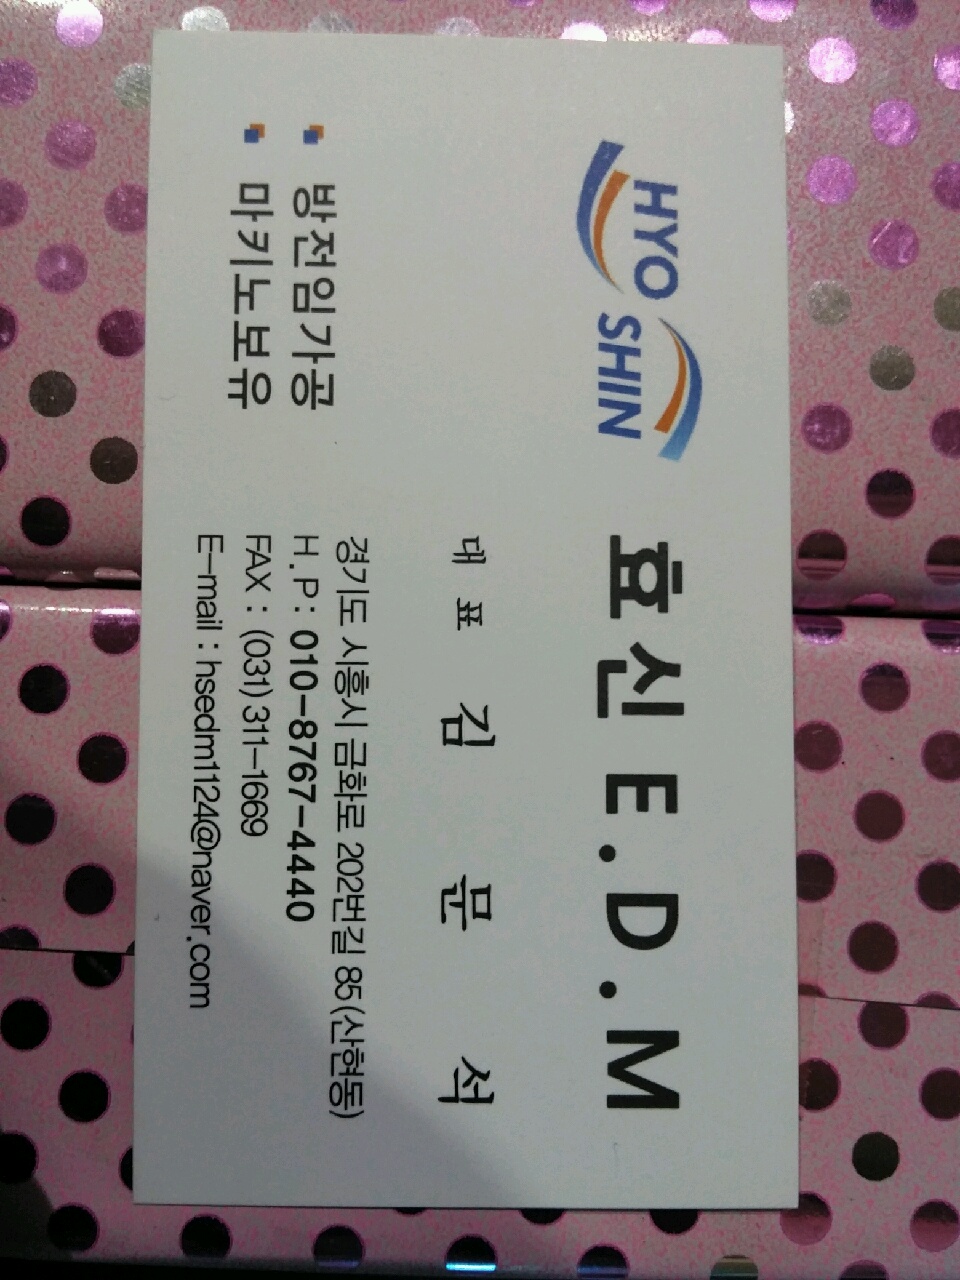 HYO SHIN
효신 E.D.M
대표 김문석
방전임가공
마키노보유
경기도 시흥시 금화로 202번길 85(산현동)
H.P: 010-8767-4440
FAX : (031) 311-1669
E-mail : hsedm1124@naver.com